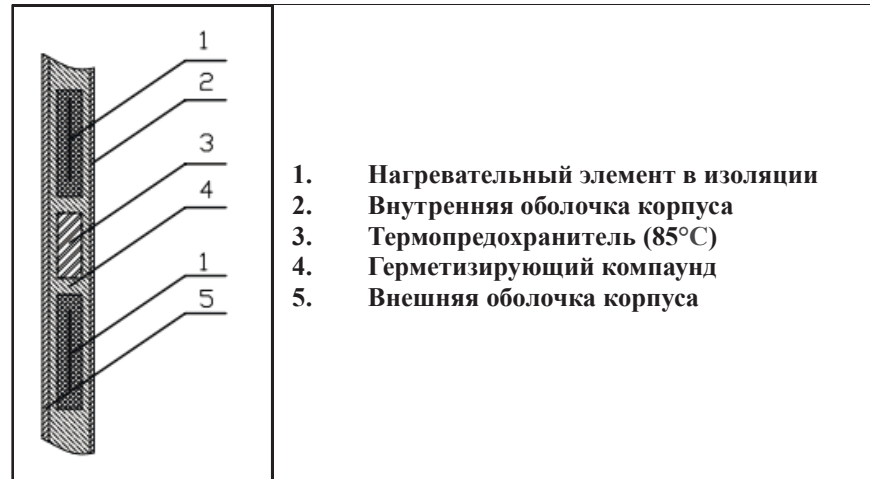 1
2
3
4
1
5
1. Нагревательный элемент в изоляции
2. Внутренняя оболочка корпуса
3. Термопредохранитель (85°С)
4. Герметизирующий компаунд
5. Внешняя оболочка корпуса